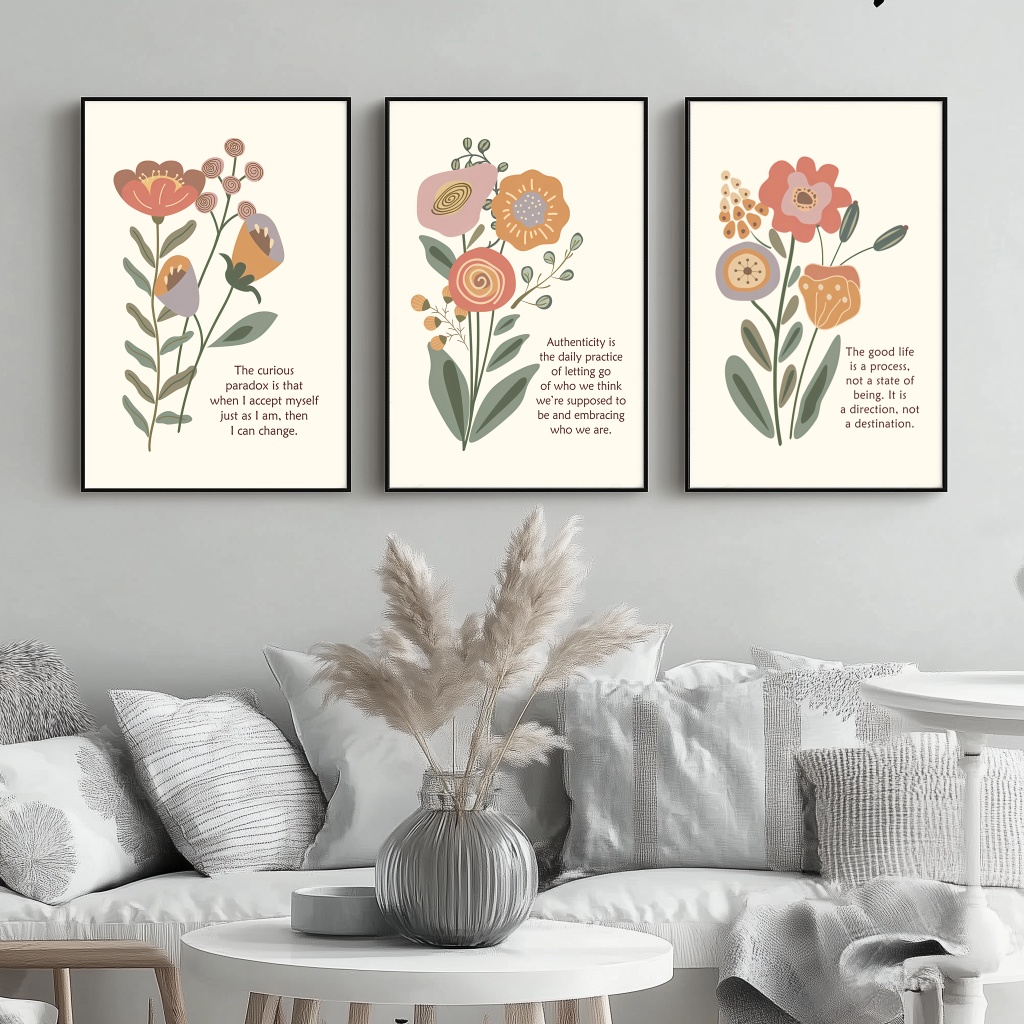 The curious
paradox is that
when I accept myself
just as I am, then
I can change.
Authenticity is
the daily practice
of letting go
of who we think
we're supposed to
be and embracing
who we are.
The good life
is a process,
not a state of
being. It is
a direction, not
a destination.